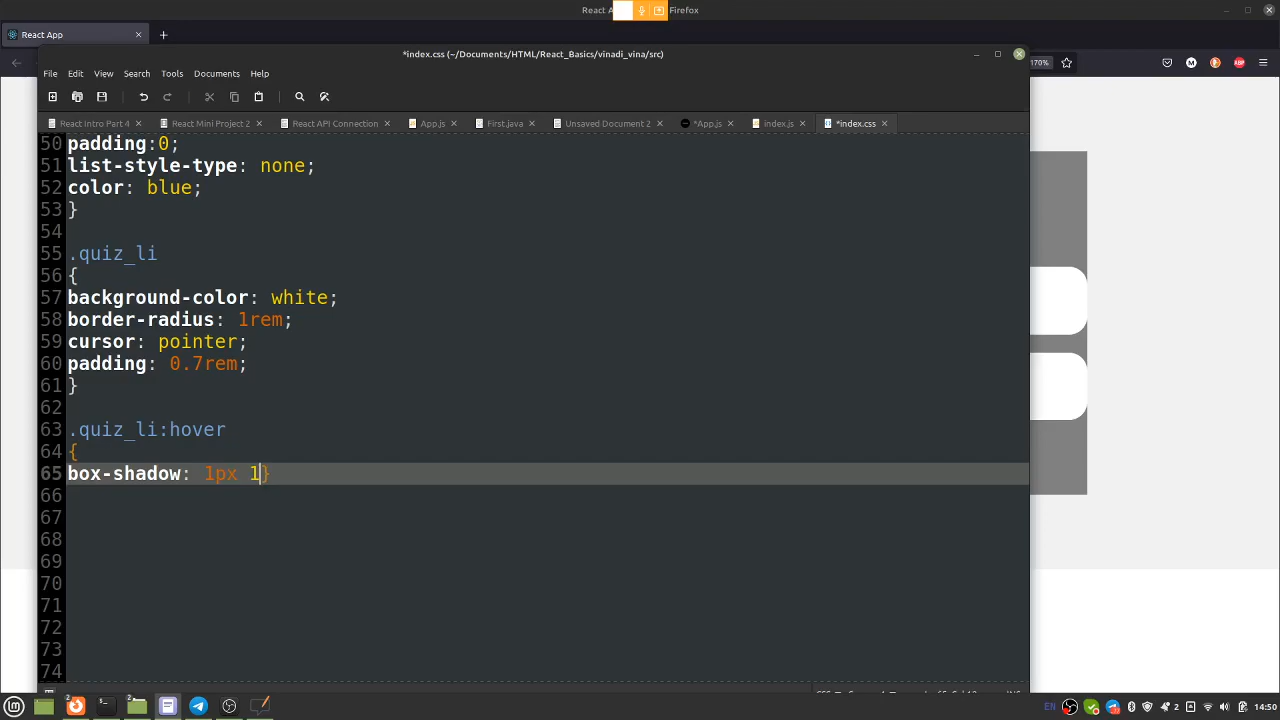 React A
Firefox
React App
*index.css (~/Documents/HTML/React_Basics/vinadi_vina/src)
170%
M
ABP
File Edit View Search Tools Documents Help
React Intro Part 4 React Mini Project 2 React API Connection App.js First.java Unsaved Document 2 *App.js index.js *index.css
50 padding:0;
51 list-style-type: none;
52 color: blue;
53 }
54
55 .quiz_li
56 {
57 background-color: white;
58 border-radius: 1rem;
59 cursor: pointer;
60 padding: 0.7rem;
61 }
62
63 .quiz_li:hover
64 {
65 box-shadow: 1px 1}
66
67
68
69
70
71
72
73
74
EN 2 14:50